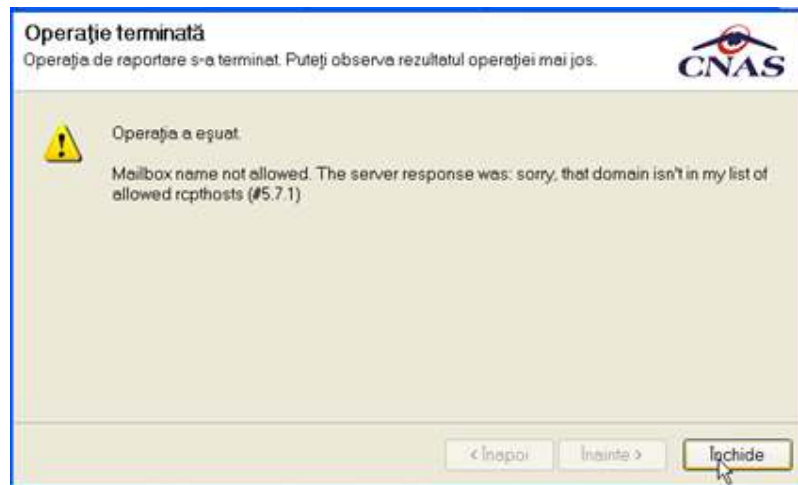 Operaţie terminată
Operaţia de raportare s-a terminat. Puteţi observa rezultatul operaţiei mai jos.
CNAS
Operaţia a eşuat.
Mailbox name not allowed. The server response was: sorry, that domain isn't in my list of
allowed rcpthosts (#5.7.1)
< Înapoi
Înainte >
Închide